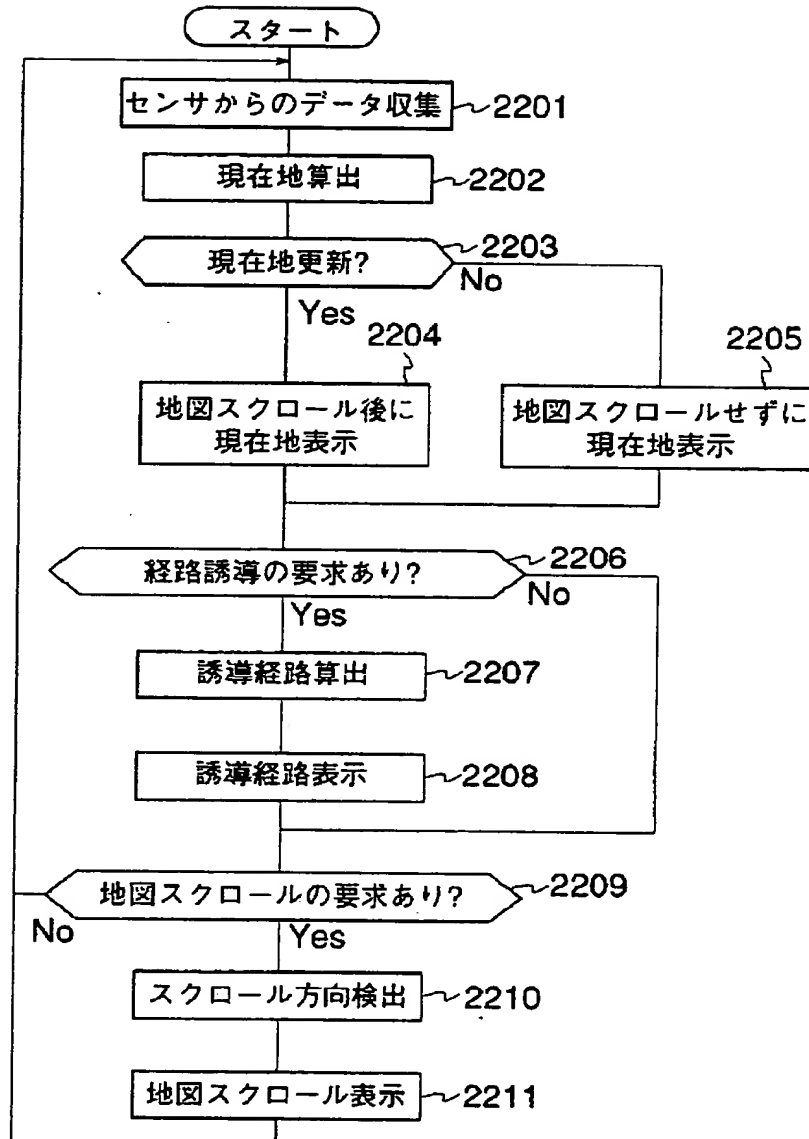 スタート
センサからのデータ収集
2201
現在地算出
2202
現在地更新?
2203
No
Yes
2204
地図スクロール後に
現在地表示
2205
地図スクロールせずに
現在地表示
経路誘導の要求あり?
2206
No
Yes
誘導経路算出
2207
誘導経路表示
2208
地図スクロールの要求あり?
2209
No
Yes
スクロール方向検出
2210
地図スクロール表示
2211